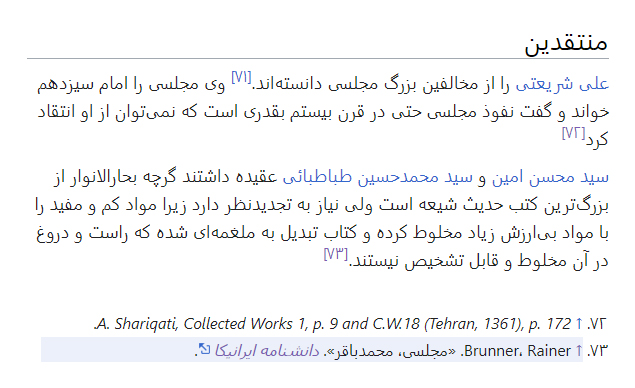 منتقدین
علی شریعتی را از مخالفین بزرگ مجلسی دانسته‌اند.[۷۱] وی مجلسی را امام سیزدهم
خواند و گفت نفوذ مجلسی حتی در قرن بیستم بقدری است که نمی‌توان از او انتقاد
کرد[۷۲]
سید محسن امین و سید محمدحسین طباطبائی عقیده داشتند گرچه بحارالانوار از
بزرگ‌ترین کتب حدیث شیعه است ولی نیاز به تجدیدنظر دارد زیرا مواد کم و مفید را
با مواد بی‌ارزش زیاد مخلوط کرده و کتاب تبدیل به ملغمه‌ای شده که راست و دروغ
در آن مخلوط و قابل تشخیص نیستند.[۷۳]
۷۲. ↑ A. Shariqati, Collected Works 1, p. 9 and C.W.18 (Tehran, 1361), p. 172.
۷۳. ↑ Brunner، Rainer. «مجلسی، محمدباقر». دانشنامه ایرانیکا.